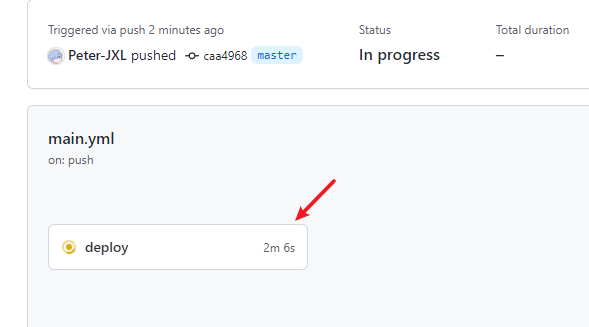 Triggered via push 2 minutes ago
Status
Total duration
Peter-JXL pushed caa4968 master
In progress
–
main.yml
on: push
deploy 2m 6s